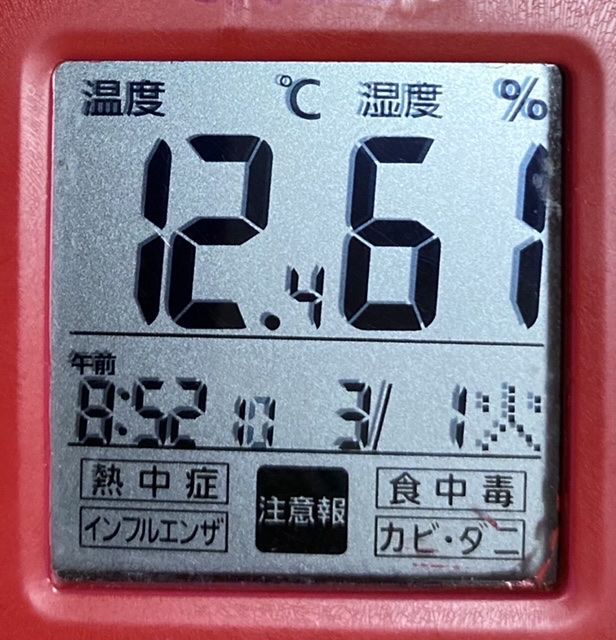 温度 ℃ 湿度 %
12.4 61
午前
8:52 10 3/1 火
熱中症 注意報 食中毒
インフルエンザ カビ・ダニ